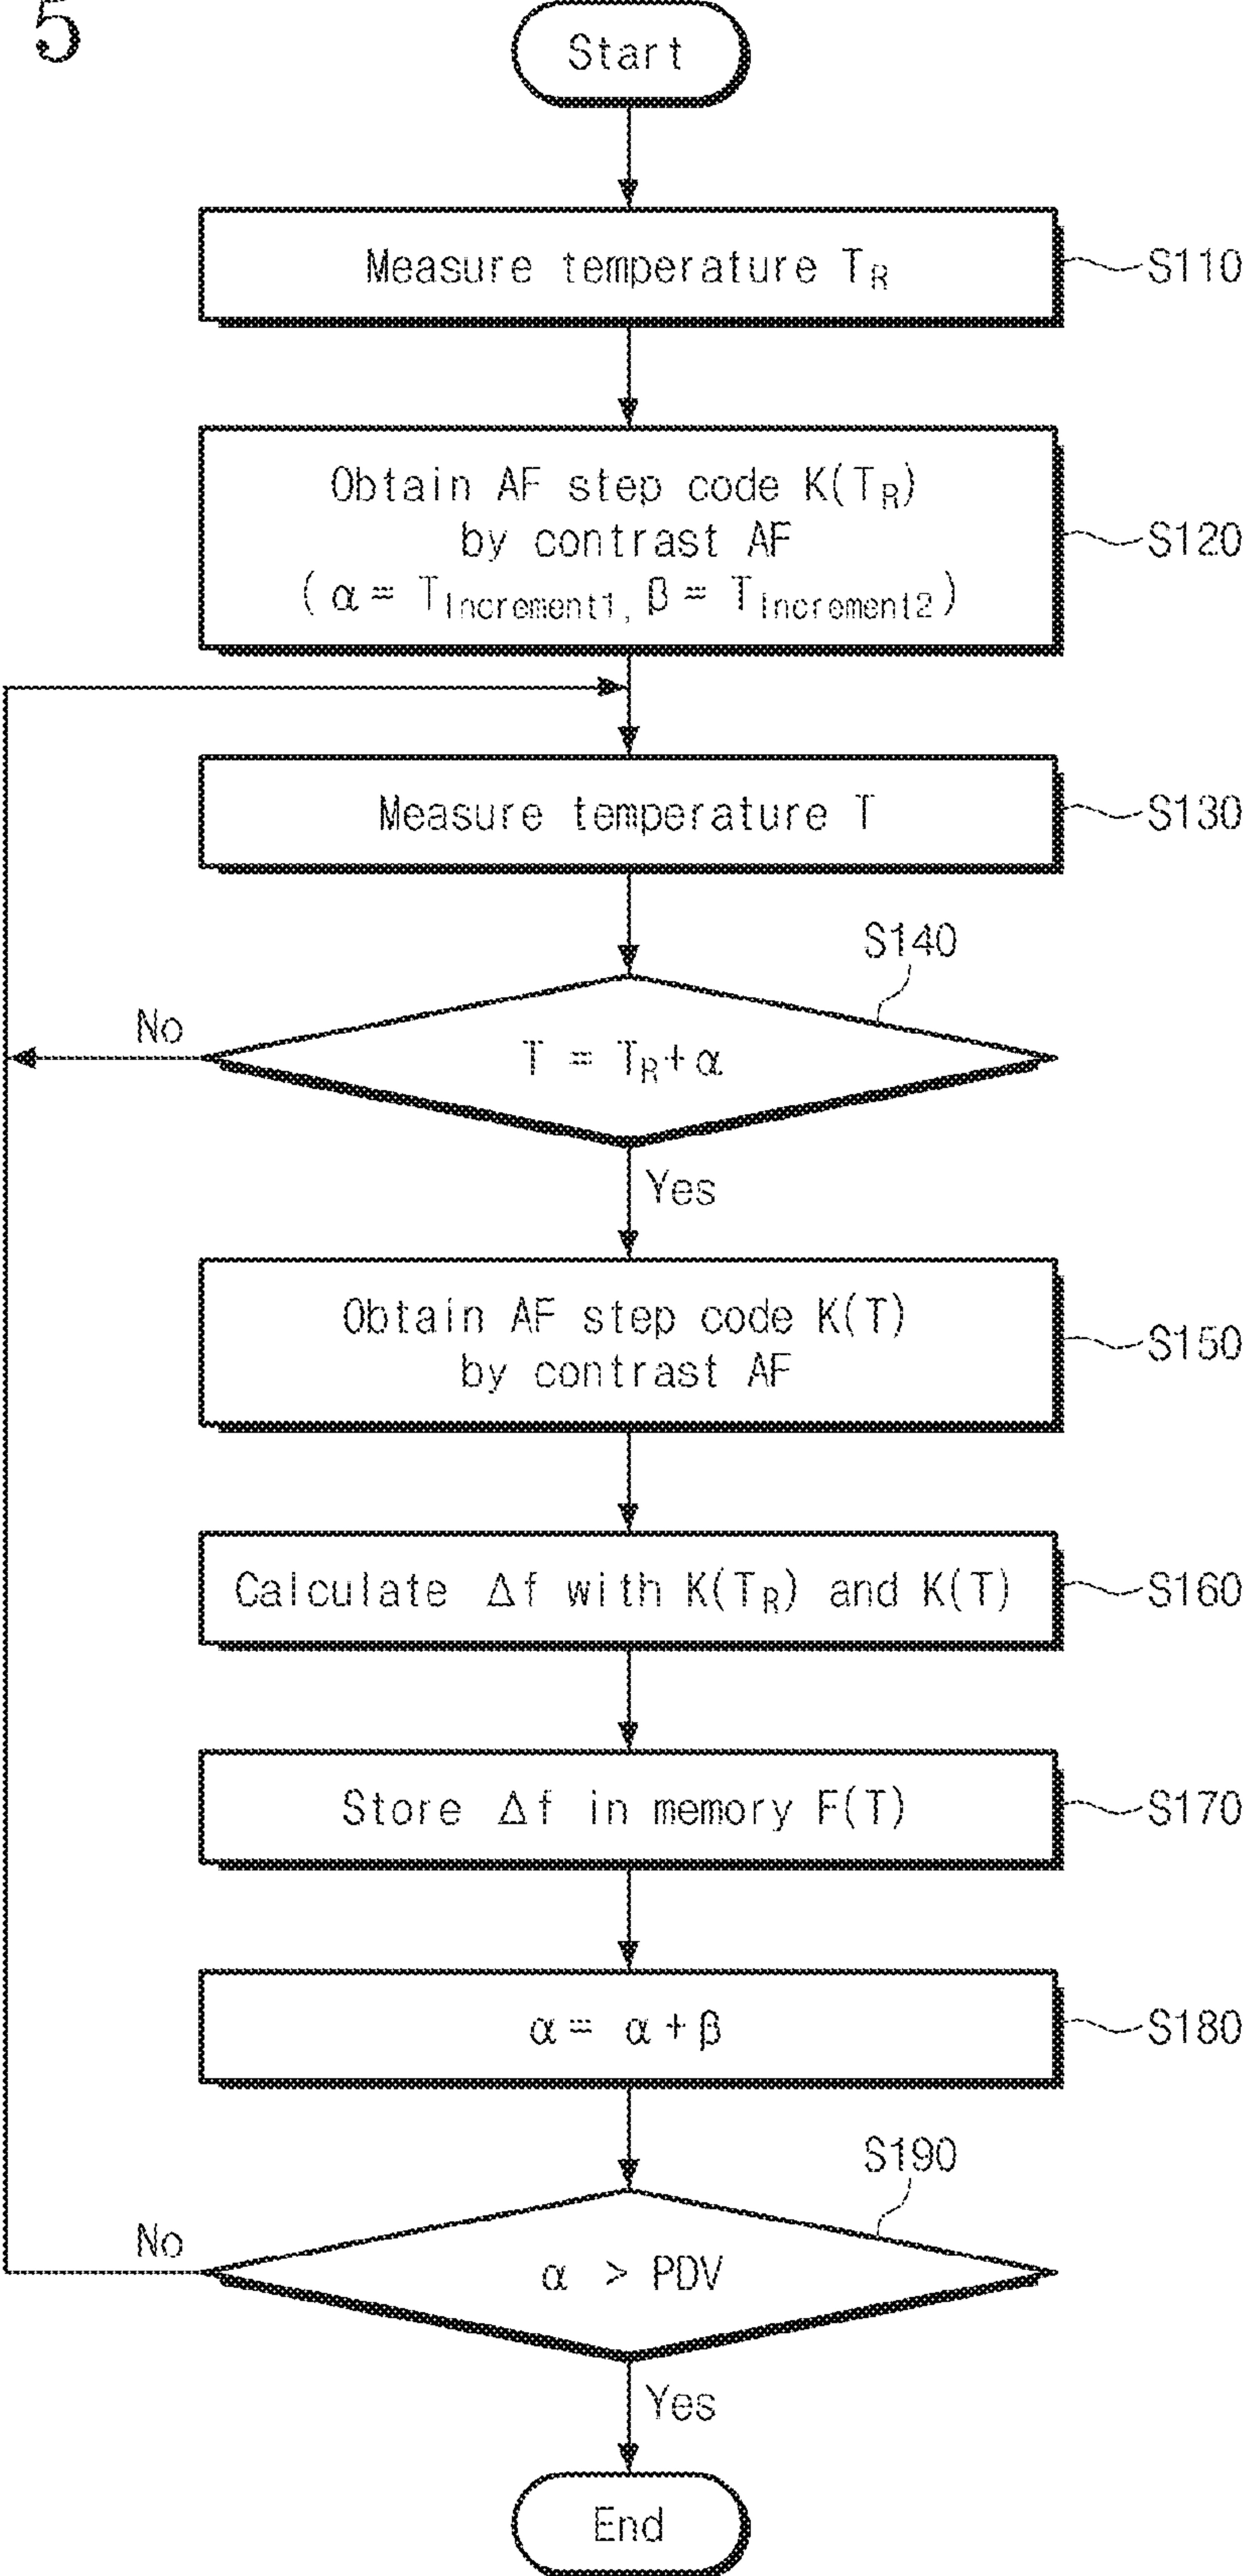 5
Start
Measure temperature TR
S110
Obtain AF step code K(TR)
by contrast AF
( α = TIncrement1, β = TIncrement2 )
S120
Measure temperature T
S130
S140
No
T = TR+α
Yes
Obtain AF step code K(T)
by contrast AF
S150
Calculate Δf with K(TR) and K(T)
S160
Store Δf in memory F(T)
S170
α = α + β
S180
S190
No
α > PDV
Yes
End